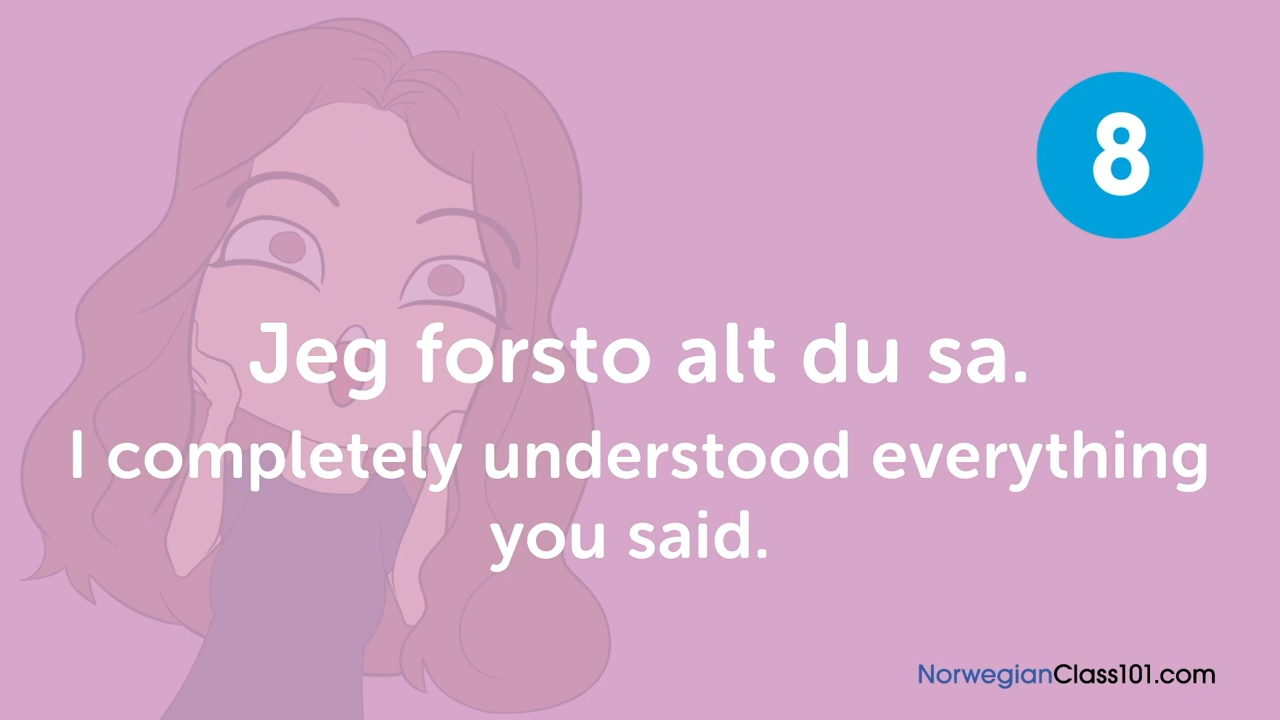 8
Jeg forsto alt du sa.
I completely understood everything
you said.
NorwegianClass101.com